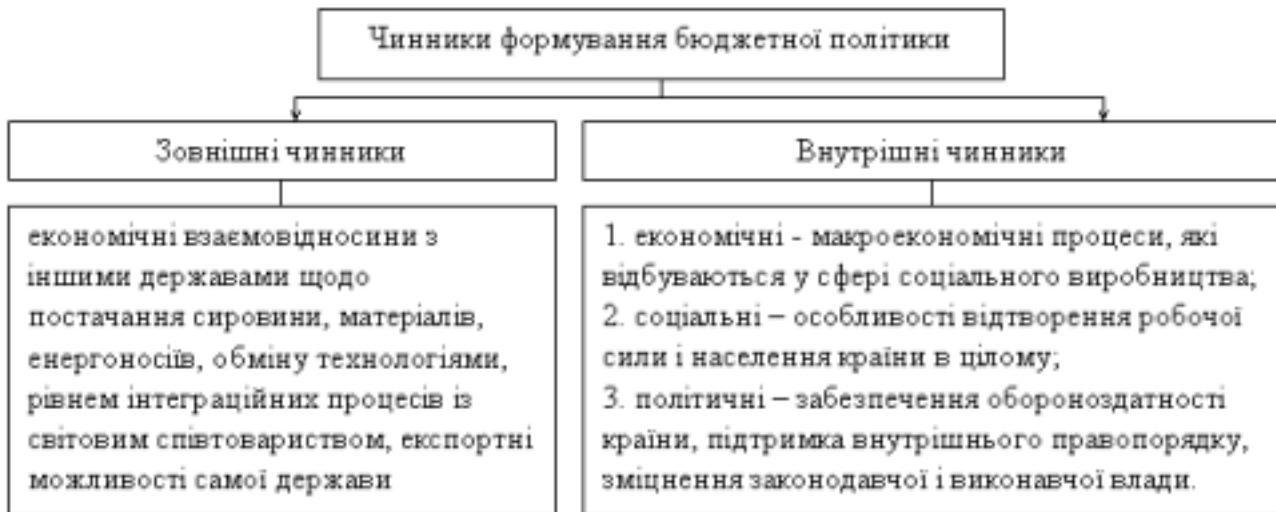 Чинники формування бюджетної політики
Зовнішні чинники
економічні взаємовідносини з
іншими державами щодо
постачання сировини, матеріалів,
енергоносіїв, обміну технологіями,
рівнем інтеграційних процесів із
світовим співтовариством, експортні
можливості самої держави
Внутрішні чинники
1. економічні - макроекономічні процеси, які
відбуваються у сфері соціального виробництва;
2. соціальні – особливості відтворення робочої
сили і населення країни в цілому;
3. політичні – забезпечення обороноздатності
країни, підтримка внутрішнього правопорядку,
зміцнення законодавчої і виконавчої влади.